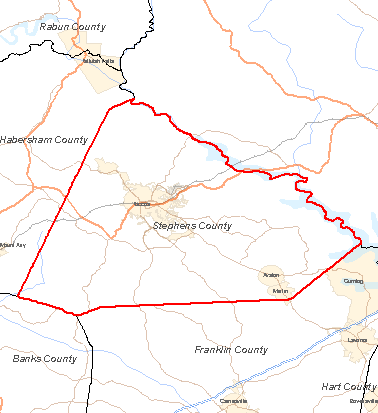 Rabun County
Tallulah Falls
Habersham County
Toccoa
Stephens County
Mount Airy
Avalon
Martin
Gumlog
Lavonia
Franklin County
Banks County
Hart County
Carnesville
Bowersville